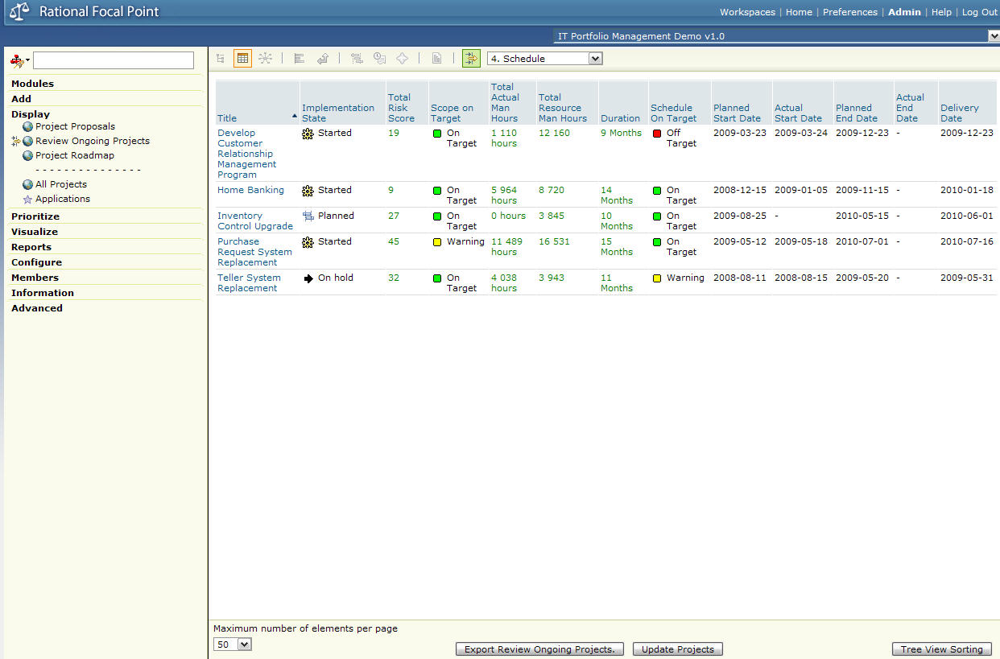 Rational Focal Point
Workspaces | Home | Preferences | Admin | Help | Log Out
IT Portfolio Management Demo v1.0
4. Schedule
Modules
Add
Display
Project Proposals
Review Ongoing Projects
Project Roadmap
- - - - - - - - - - - - - - -
All Projects
Applications
Prioritize
Visualize
Reports
Configure
Members
Information
Advanced
Title
Implementation
State
Total
Risk
Score
Scope on
Target
Total
Actual
Man
Hours
Total
Resource
Man Hours
Duration
Schedule
On Target
Planned
Start Date
Actual
Start Date
Planned
End Date
Actual
End
Date
Delivery
Date
Develop
Customer
Relationship
Management
Program
Started
19
On
Target
1 110
hours
12 160
9 Months
Off
Target
2009-03-23
2009-03-24
2009-12-23
-
2009-12-23
Home Banking
Started
9
On
Target
5 964
hours
8 720
14
Months
On
Target
2008-12-15
2009-01-05
2009-11-15
-
2010-01-18
Inventory
Control Upgrade
Planned
27
On
Target
0 hours
3 845
10
Months
On
Target
2009-08-25
-
2010-05-15
-
2010-06-01
Purchase
Request System
Replacement
Started
45
Warning
11 489
hours
16 531
15
Months
On
Target
2009-05-12
2009-05-18
2010-07-01
-
2010-07-16
Teller System
Replacement
On hold
32
On
Target
4 038
hours
3 943
11
Months
Warning
2008-08-11
2008-08-15
2009-05-20
-
2009-05-31
Maximum number of elements per page
50
Export Review Ongoing Projects.
Update Projects
Tree View Sorting